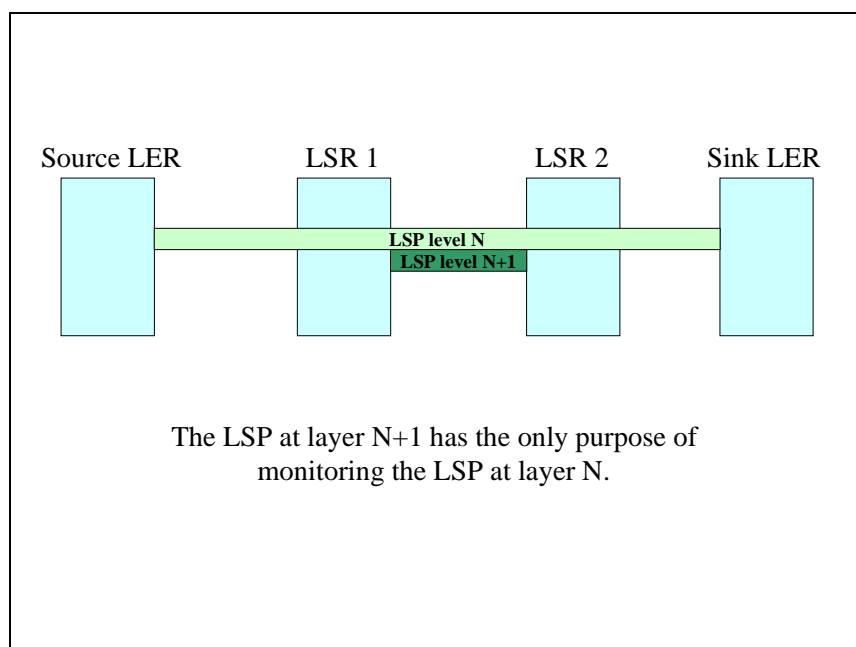 Source LER LSR 1 LSR 2 Sink LER
LSP level N
LSP level N+1
The LSP at layer N+1 has the only purpose of
monitoring the LSP at layer N.